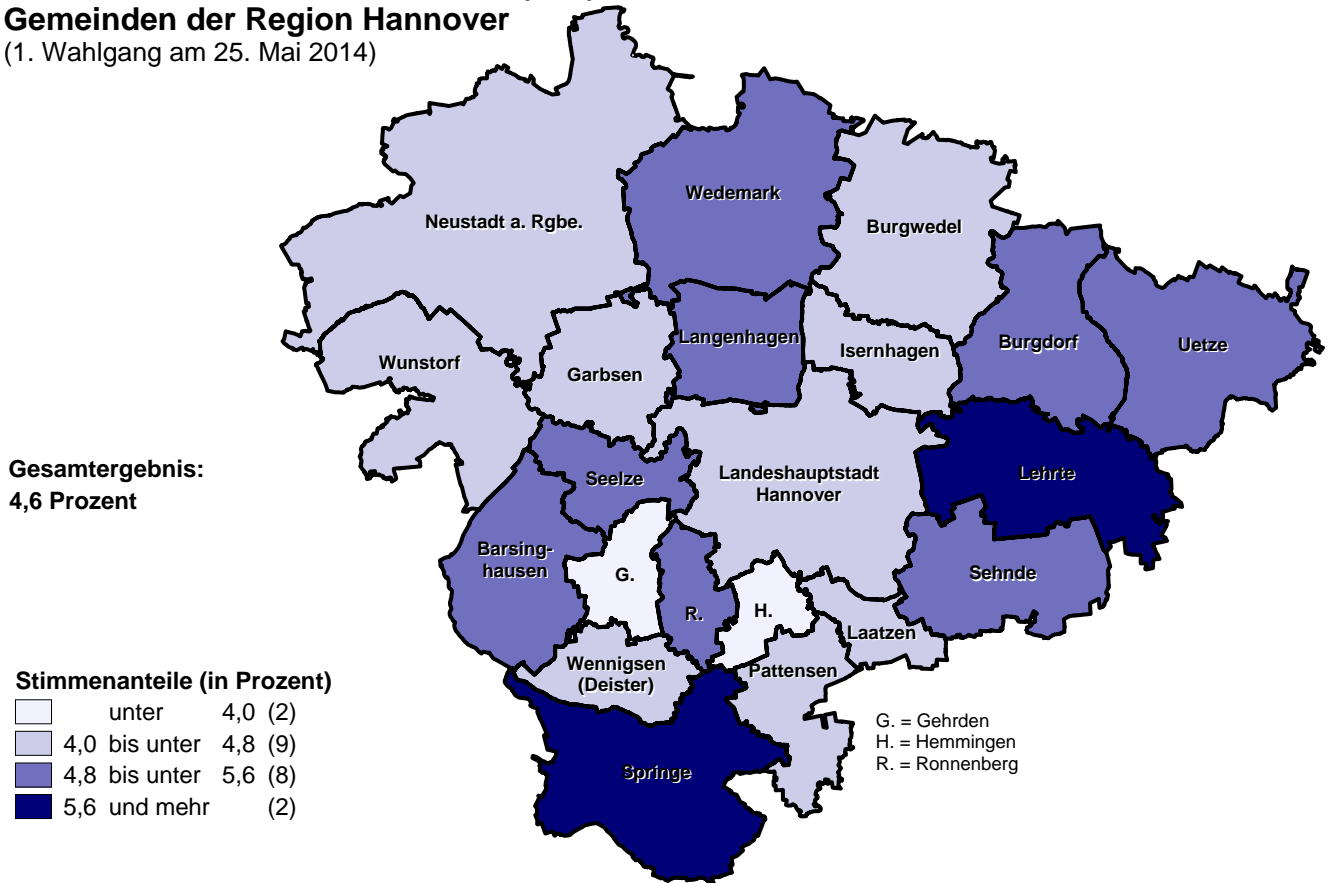 Gemeinden der Region Hannover
(1. Wahlgang am 25. Mai 2014)
Wedemark
Neustadt a. Rgbe.
Burgwedel
Langenhagen
Burgdorf
Uetze
Isernhagen
Wunstorf
Garbsen
Gesamtergebnis:
4,6 Prozent
Landeshauptstadt
Hannover
Lehrte
Seelze
Barsing-
hausen
G.
Sehnde
R.
H.
Laatzen
Wennigsen
(Deister)
Pattensen
Springe
Stimmenanteile (in Prozent)
unter 4,0 (2)
4,0 bis unter 4,8 (9)
4,8 bis unter 5,6 (8)
5,6 und mehr (2)
G. = Gehrden
H. = Hemmingen
R. = Ronnenberg